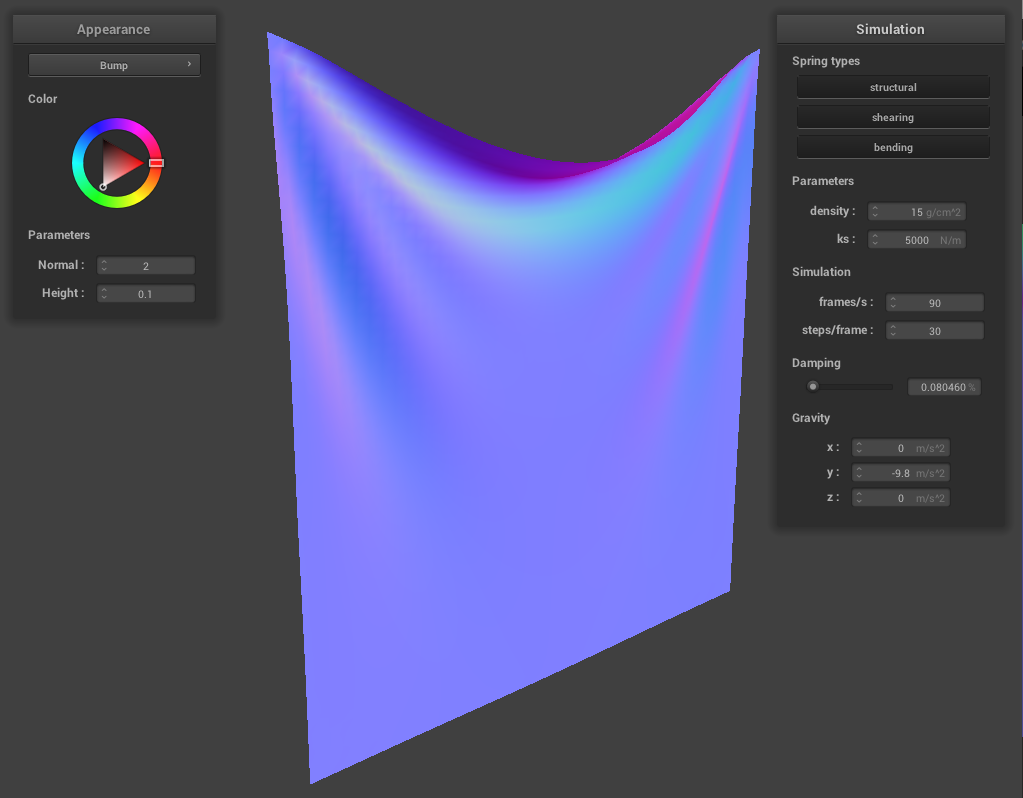 Appearance
Bump
Color
Parameters
Normal : 2
Height : 0.1
Simulation
Spring types
structural
shearing
bending
Parameters
density : 15 g/cm^2
ks : 5000 N/m
Simulation
frames/s : 90
steps/frame : 30
Damping
0.080460 %
Gravity
x : 0 m/s^2
y : -9.8 m/s^2
z : 0 m/s^2